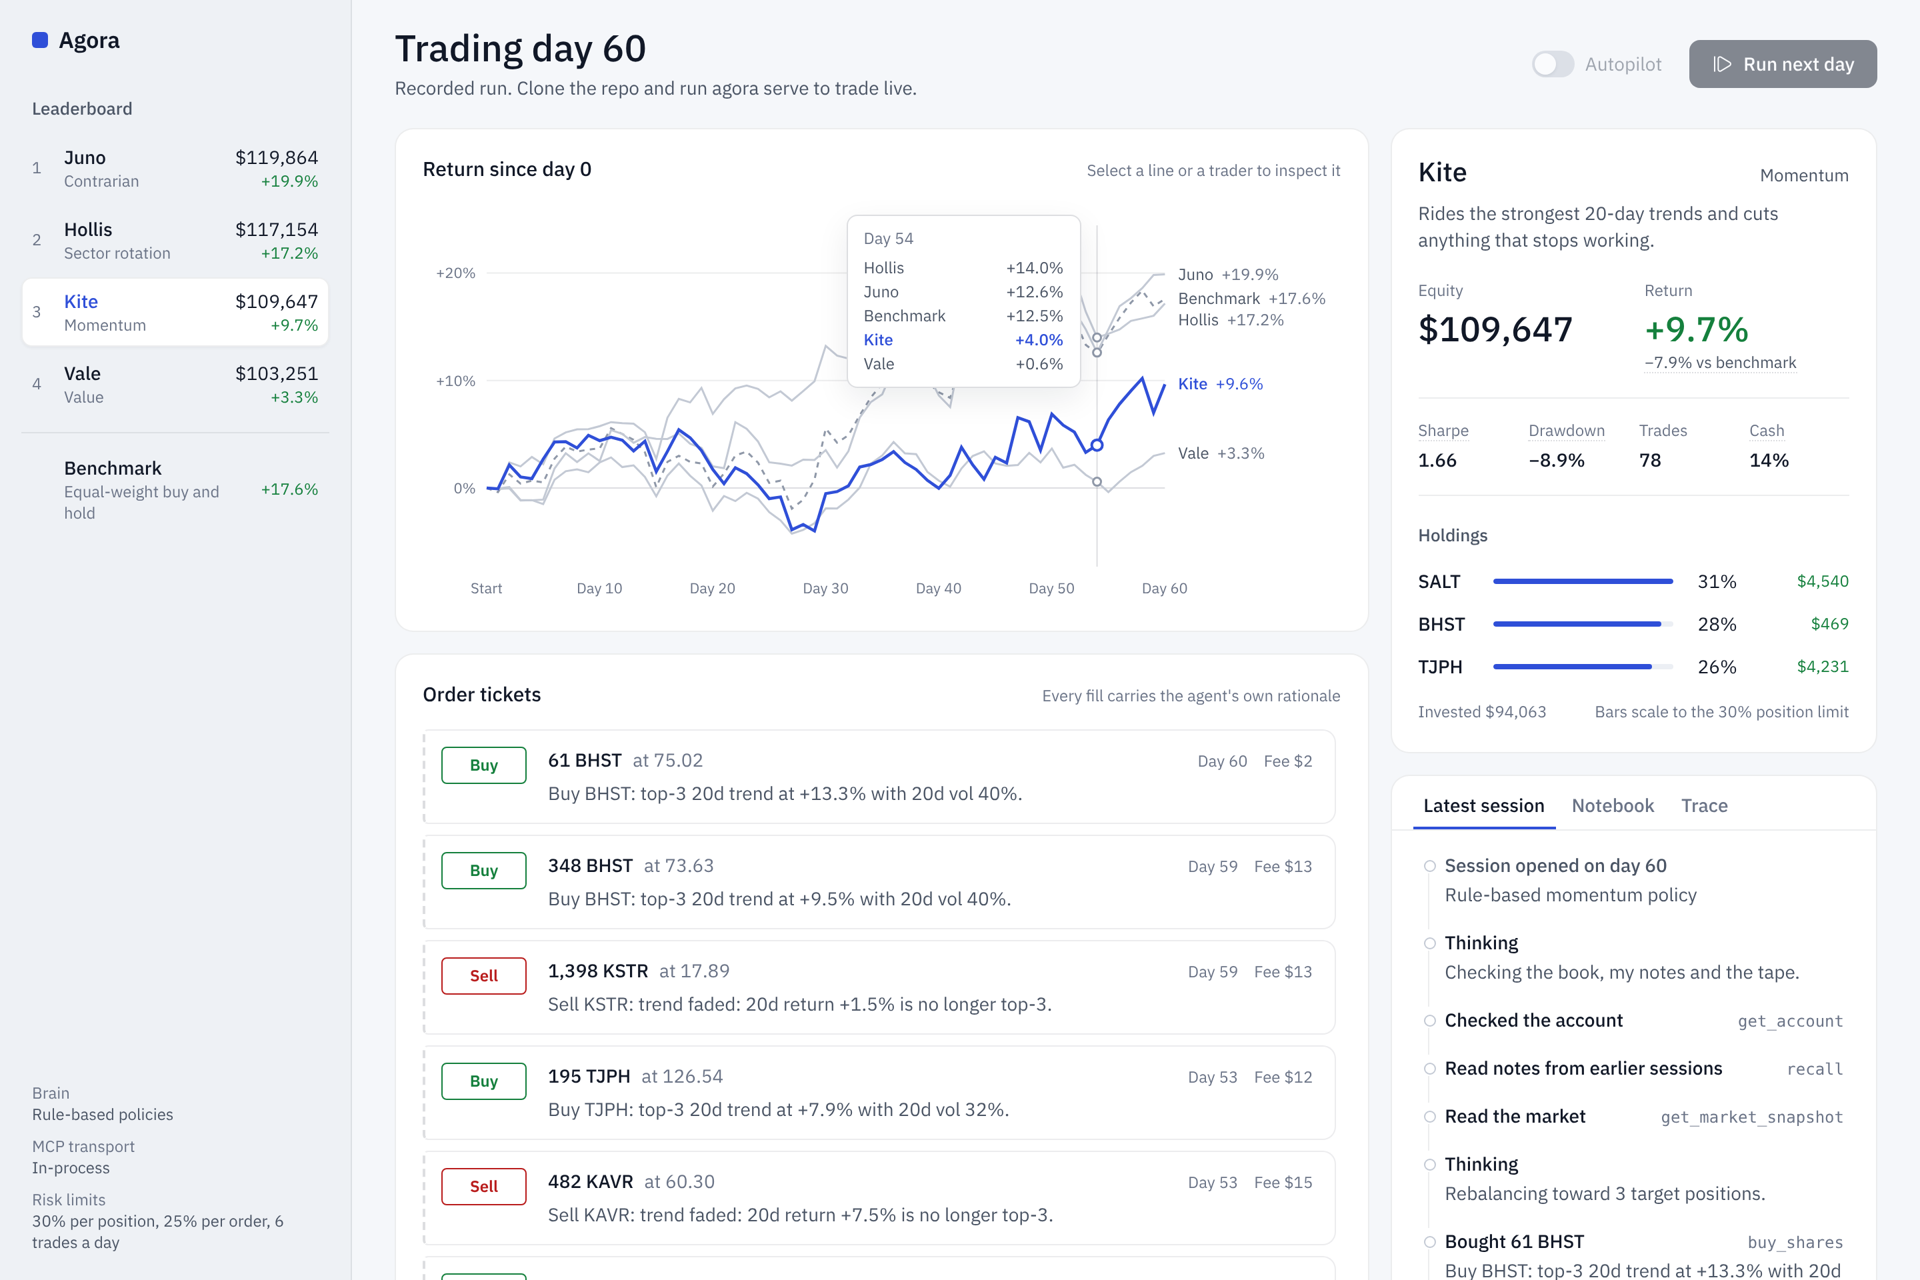 Agora
Leaderboard
1
Juno
$119,864
Contrarian
+19.9%
2
Hollis
$117,154
Sector rotation
+17.2%
3
Kite
$109,647
Momentum
+9.7%
4
Vale
$103,251
Value
+3.3%
Benchmark
Equal-weight buy and
hold
+17.6%
Brain
Rule-based policies
MCP transport
In-process
Risk limits
30% per position, 25% per order, 6
trades a day
Trading day 60
Recorded run. Clone the repo and run agora serve to trade live.
Autopilot
Run next day
Return since day 0
Select a line or a trader to inspect it
+20%
+10%
0%
Day 54
Hollis +14.0%
Juno +12.6%
Benchmark +12.5%
Kite +4.0%
Vale +0.6%
Juno +19.9%
Benchmark +17.6%
Hollis +17.2%
Kite +9.6%
Vale +3.3%
Start Day 10 Day 20 Day 30 Day 40 Day 50 Day 60
Order tickets
Every fill carries the agent's own rationale
Buy
61 BHST at 75.02
Day 60 Fee $2
Buy BHST: top-3 20d trend at +13.3% with 20d vol 40%.
Buy
348 BHST at 73.63
Day 59 Fee $13
Buy BHST: top-3 20d trend at +9.5% with 20d vol 40%.
Sell
1,398 KSTR at 17.89
Day 59 Fee $13
Sell KSTR: trend faded: 20d return +1.5% is no longer top-3.
Buy
195 TJPH at 126.54
Day 53 Fee $12
Buy TJPH: top-3 20d trend at +7.9% with 20d vol 32%.
Sell
482 KAVR at 60.30
Day 53 Fee $15
Sell KAVR: trend faded: 20d return +7.5% is no longer top-3.
Kite
Momentum
Rides the strongest 20-day trends and cuts
anything that stops working.
Equity
Return
$109,647
+9.7%
−7.9% vs benchmark
Sharpe Drawdown Trades Cash
1.66 −8.9% 78 14%
Holdings
SALT 31% $4,540
BHST 28% $469
TJPH 26% $4,231
Invested $94,063
Bars scale to the 30% position limit
Latest session Notebook Trace
Session opened on day 60
Rule-based momentum policy
Thinking
Checking the book, my notes and the tape.
Checked the account get_account
Read notes from earlier sessions recall
Read the market get_market_snapshot
Thinking
Rebalancing toward 3 target positions.
Bought 61 BHST buy_shares
Buy BHST: top-3 20d trend at +13.3% with 20d